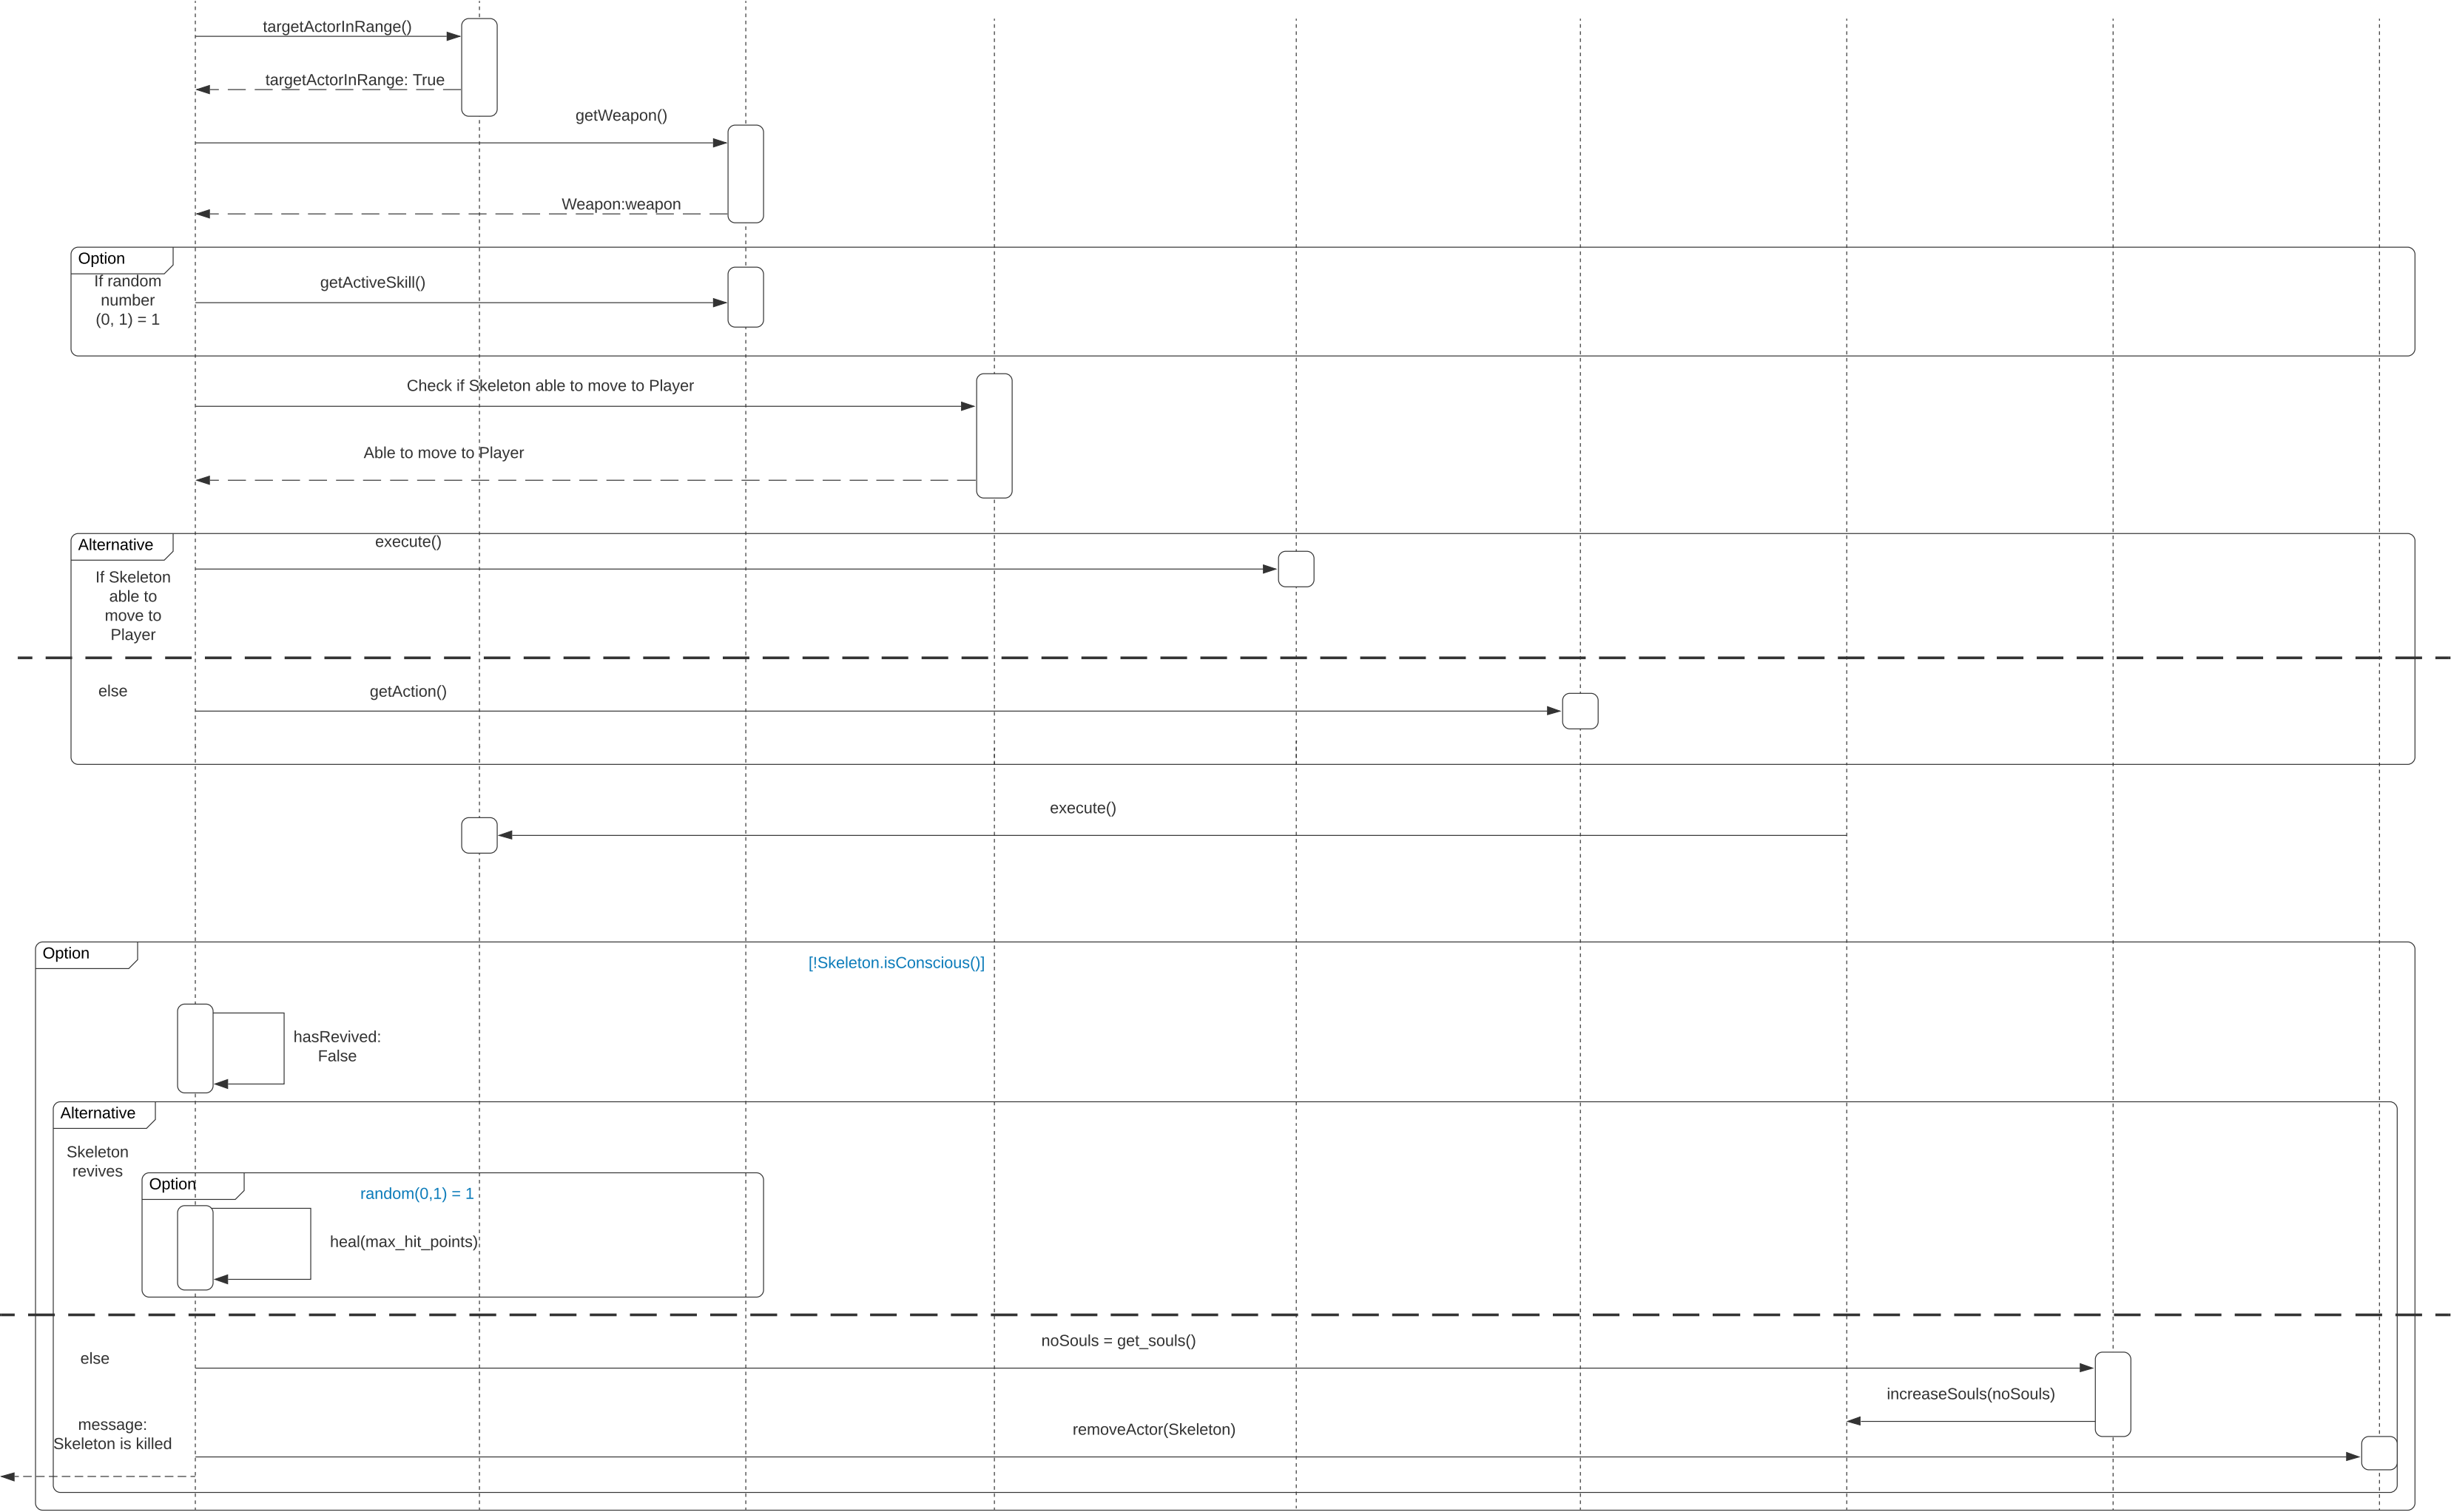 targetActorInRange()
targetActorInRange: True
getWeapon()
Weapon:weapon
Option
If random
number
(0, 1) = 1
getActiveSkill()
Check if Skeleton able to move to Player
Able to move to Player
Alternative
execute()
If Skeleton
able to
move to
Player
else
getAction()
execute()
Option
[!Skeleton.isConscious()]
hasRevived:
False
Alternative
Skeleton
revives
Option
random(0,1) = 1
heal(max_hit_points)
noSouls = get_souls()
else
increaseSouls(noSouls)
message:
Skeleton is killed
removeActor(Skeleton)